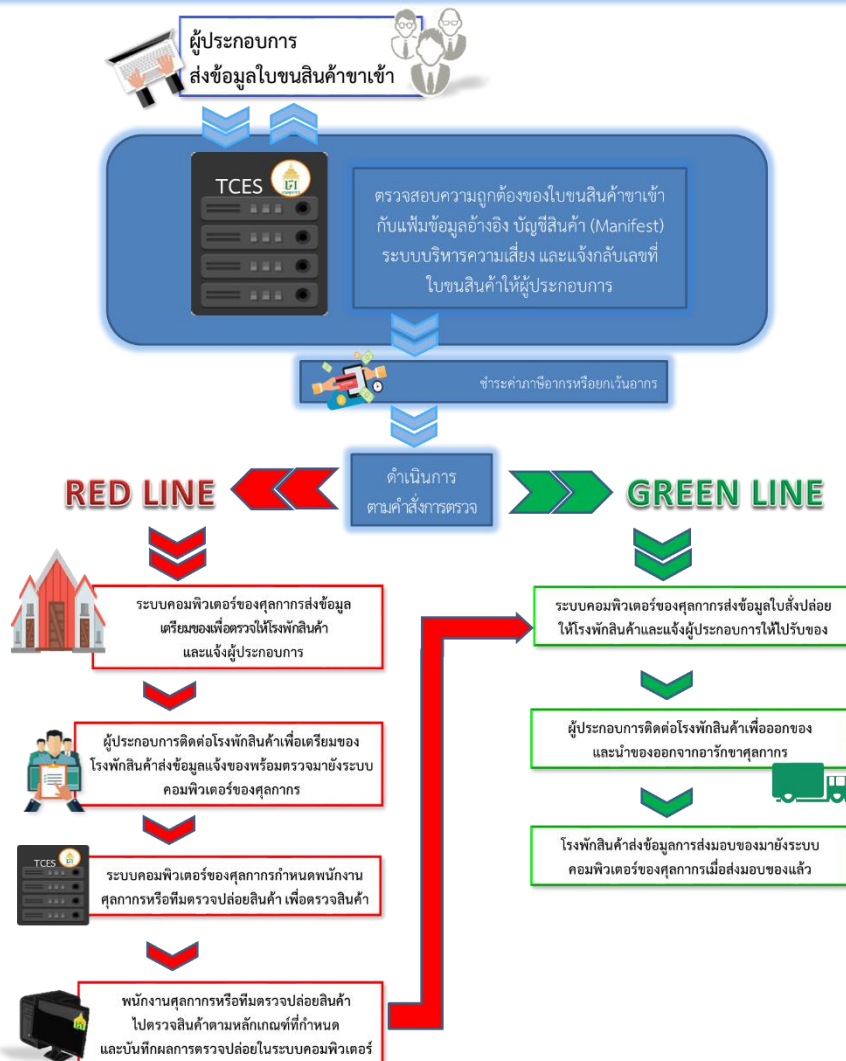 ผู้ประกอบการ
ส่งข้อมูลใบขนสินค้าขาเข้า
TCES
ตรวจสอบความถูกต้องของใบขนสินค้าขาเข้า
กับแฟ้มข้อมูลอ้างอิง บัญชีสินค้า (Manifest)
ระบบบริหารความเสี่ยง และแจ้งกลับเลขที่
ใบขนสินค้าให้ผู้ประกอบการ
ชำระค่าภาษีอากรหรือยกเว้นอากร
ดำเนินการ
ตามคำสั่งการตรวจ
RED LINE
GREEN LINE
ระบบคอมพิวเตอร์ของศุลกากรส่งข้อมูล
เตรียมของเพื่อตรวจให้โรงพักสินค้า
และแจ้งผู้ประกอบการ
ผู้ประกอบการติดต่อโรงพักสินค้าเพื่อเตรียมของ
โรงพักสินค้าส่งข้อมูลแจ้งของพร้อมตรวจมายังระบบ
คอมพิวเตอร์ของศุลกากร
TCES
ระบบคอมพิวเตอร์ของศุลกากรกำหนดพนักงาน
ศุลกากรหรือทีมตรวจปล่อยสินค้า เพื่อตรวจสินค้า
พนักงานศุลกากรหรือทีมตรวจปล่อยสินค้า
ไปตรวจสินค้าตามหลักเกณฑ์ที่กำหนด
และบันทึกผลการตรวจปล่อยในระบบคอมพิวเตอร์
ระบบคอมพิวเตอร์ของศุลกากรส่งข้อมูลใบสั่งปล่อย
ให้โรงพักสินค้าและแจ้งผู้ประกอบการให้ไปรับของ
ผู้ประกอบการติดต่อโรงพักสินค้าเพื่อออกของ
และนำของออกจากอารักขาศุลกากร
โรงพักสินค้าส่งข้อมูลการส่งมอบของมายังระบบ
คอมพิวเตอร์ของศุลกากรเมื่อส่งมอบของแล้ว